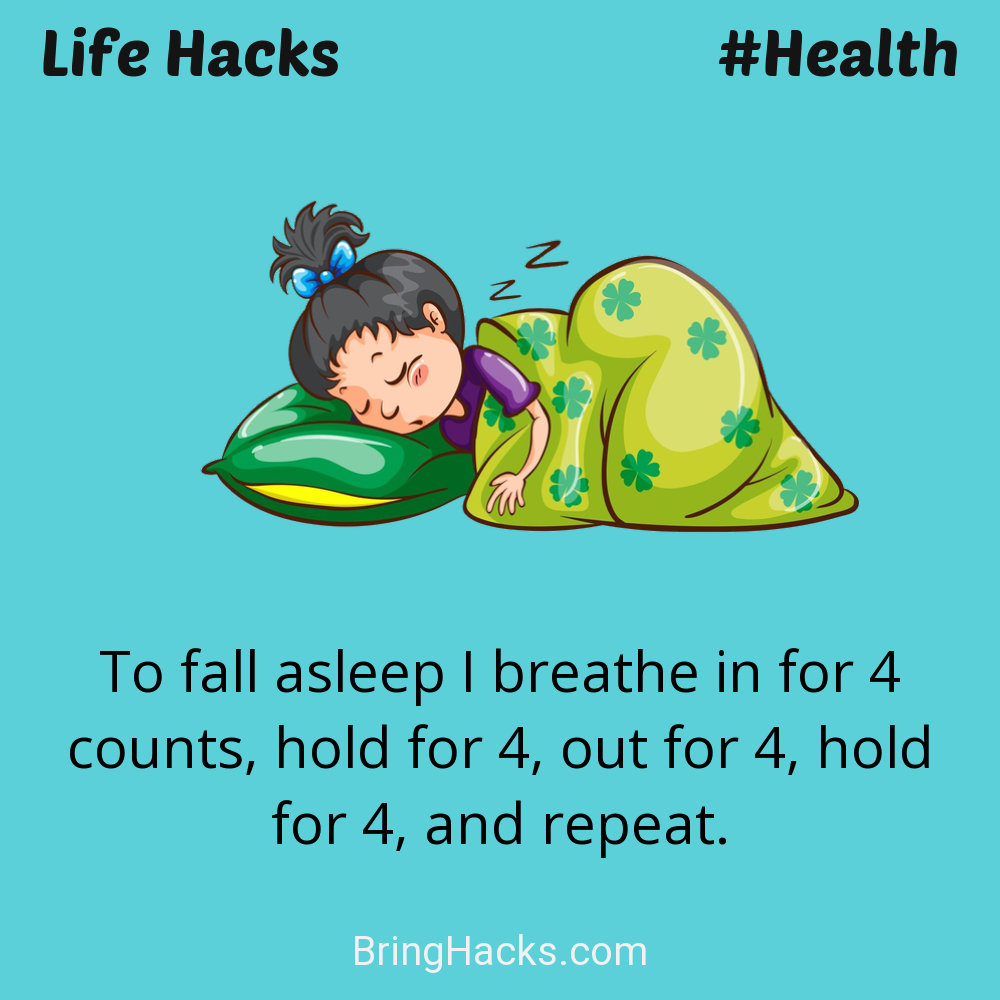 Life Hacks
#Health
z
z
To fall asleep I breathe in for 4
counts, hold for 4, out for 4, hold
for 4, and repeat.
BringHacks.com